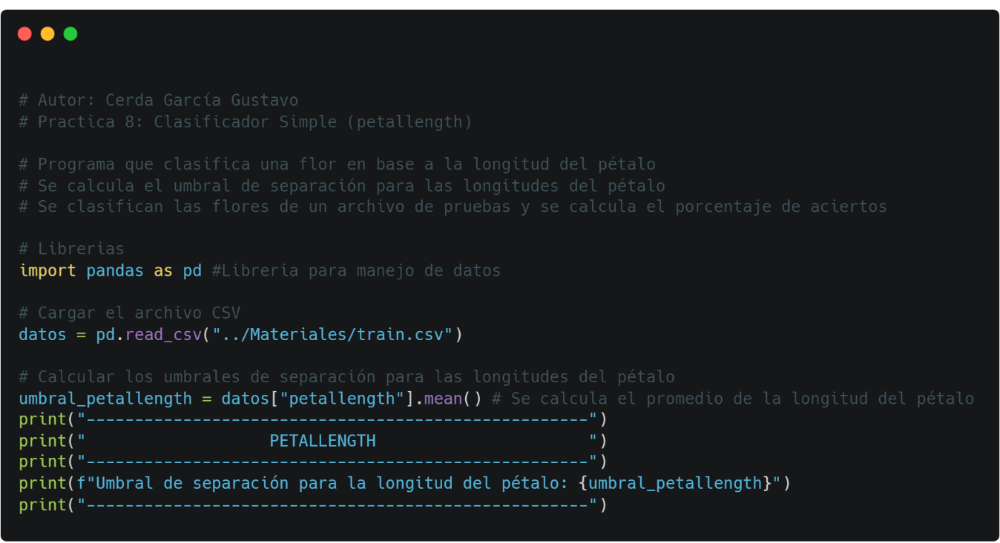 # Autor: Cerda García Gustavo
# Practica 8: Clasificador Simple (petallength)
# Programa que clasifica una flor en base a la longitud del pétalo
# Se calcula el umbral de separación para las longitudes del pétalo
# Se clasifican las flores de un archivo de pruebas y se calcula el porcentaje de aciertos
# Librerias
import pandas as pd #Libreria para manejo de datos
# Cargar el archivo CSV
datos = pd.read_csv("../Materiales/train.csv")
# Calcular los umbrales de separación para las longitudes del pétalo
umbral_petallength = datos["petallength"].mean() # Se calcula el promedio de la longitud del pétalo
print("----------------------------------------------------")
print("                   PETALLENGTH                      ")
print("----------------------------------------------------")
print(f"Umbral de separación para la longitud del pétalo: {umbral_petallength}")
print("----------------------------------------------------")